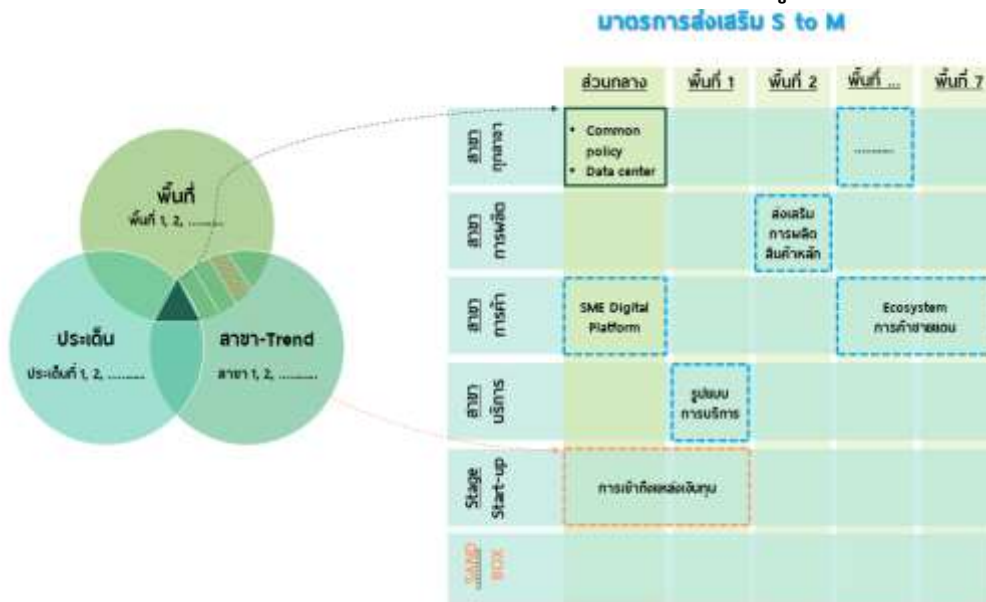 มาตรการส่งเสริม S to M
ส่วนกลาง พื้นที่ 1 พื้นที่ 2 พื้นที่ ... พื้นที่ 7
พื้นที่
พื้นที่ 1, 2, .........
ประเด็น
ประเด็นที่ 1, 2, .........
สาขา-Trend
สาขา 1, 2, .........
สาขา
ทุกสาขา
• Common
policy
• Data center
..........
สาขา
การผลิต
ส่งเสริม
การผลิต
สินค้าหลัก
สาขา
การค้า
SME Digital
Platform
Ecosystem
การค้าชายแดน
สาขา
บริการ
รูปแบบ
การบริการ
Stage
Start-up
การเข้าถึงแหล่งเงินทุน
SAND
BOX